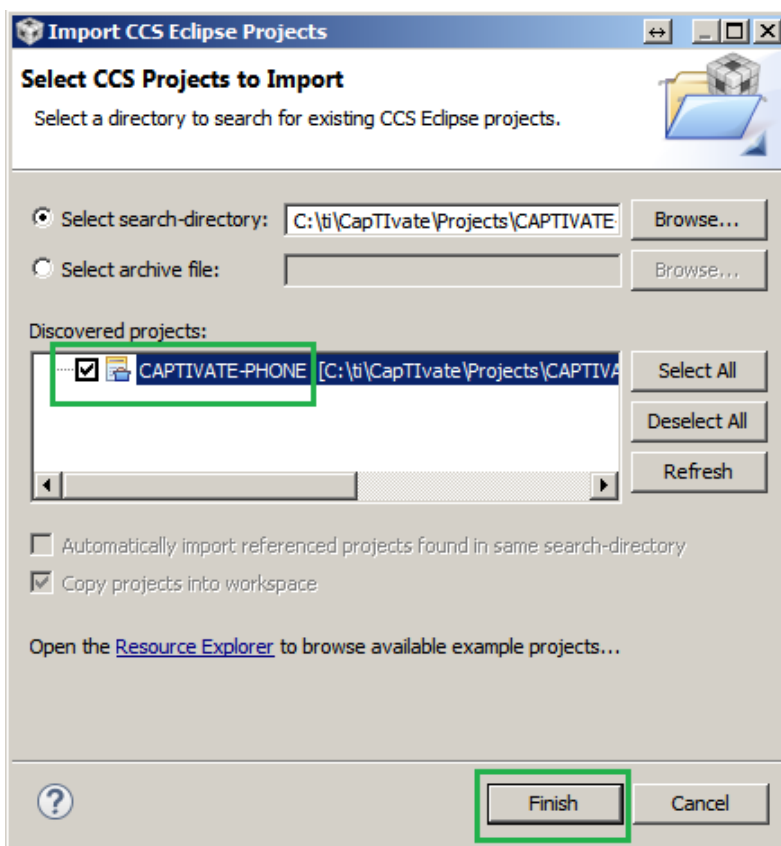 Import CCS Eclipse Projects
Select CCS Projects to Import
Select a directory to search for existing CCS Eclipse projects.
Select search-directory: C:\ti\CapTIvate\Projects\CAPTIVATE- Browse...
Select archive file: Browse...
Discovered projects:
CAPTIVATE-PHONE [C:\ti\CapTIvate\Projects\CAPTIVA Select All
Deselect All
Refresh
Automatically import referenced projects found in same search-directory
Copy projects into workspace
Open the Resource Explorer to browse available example projects...
? Finish Cancel